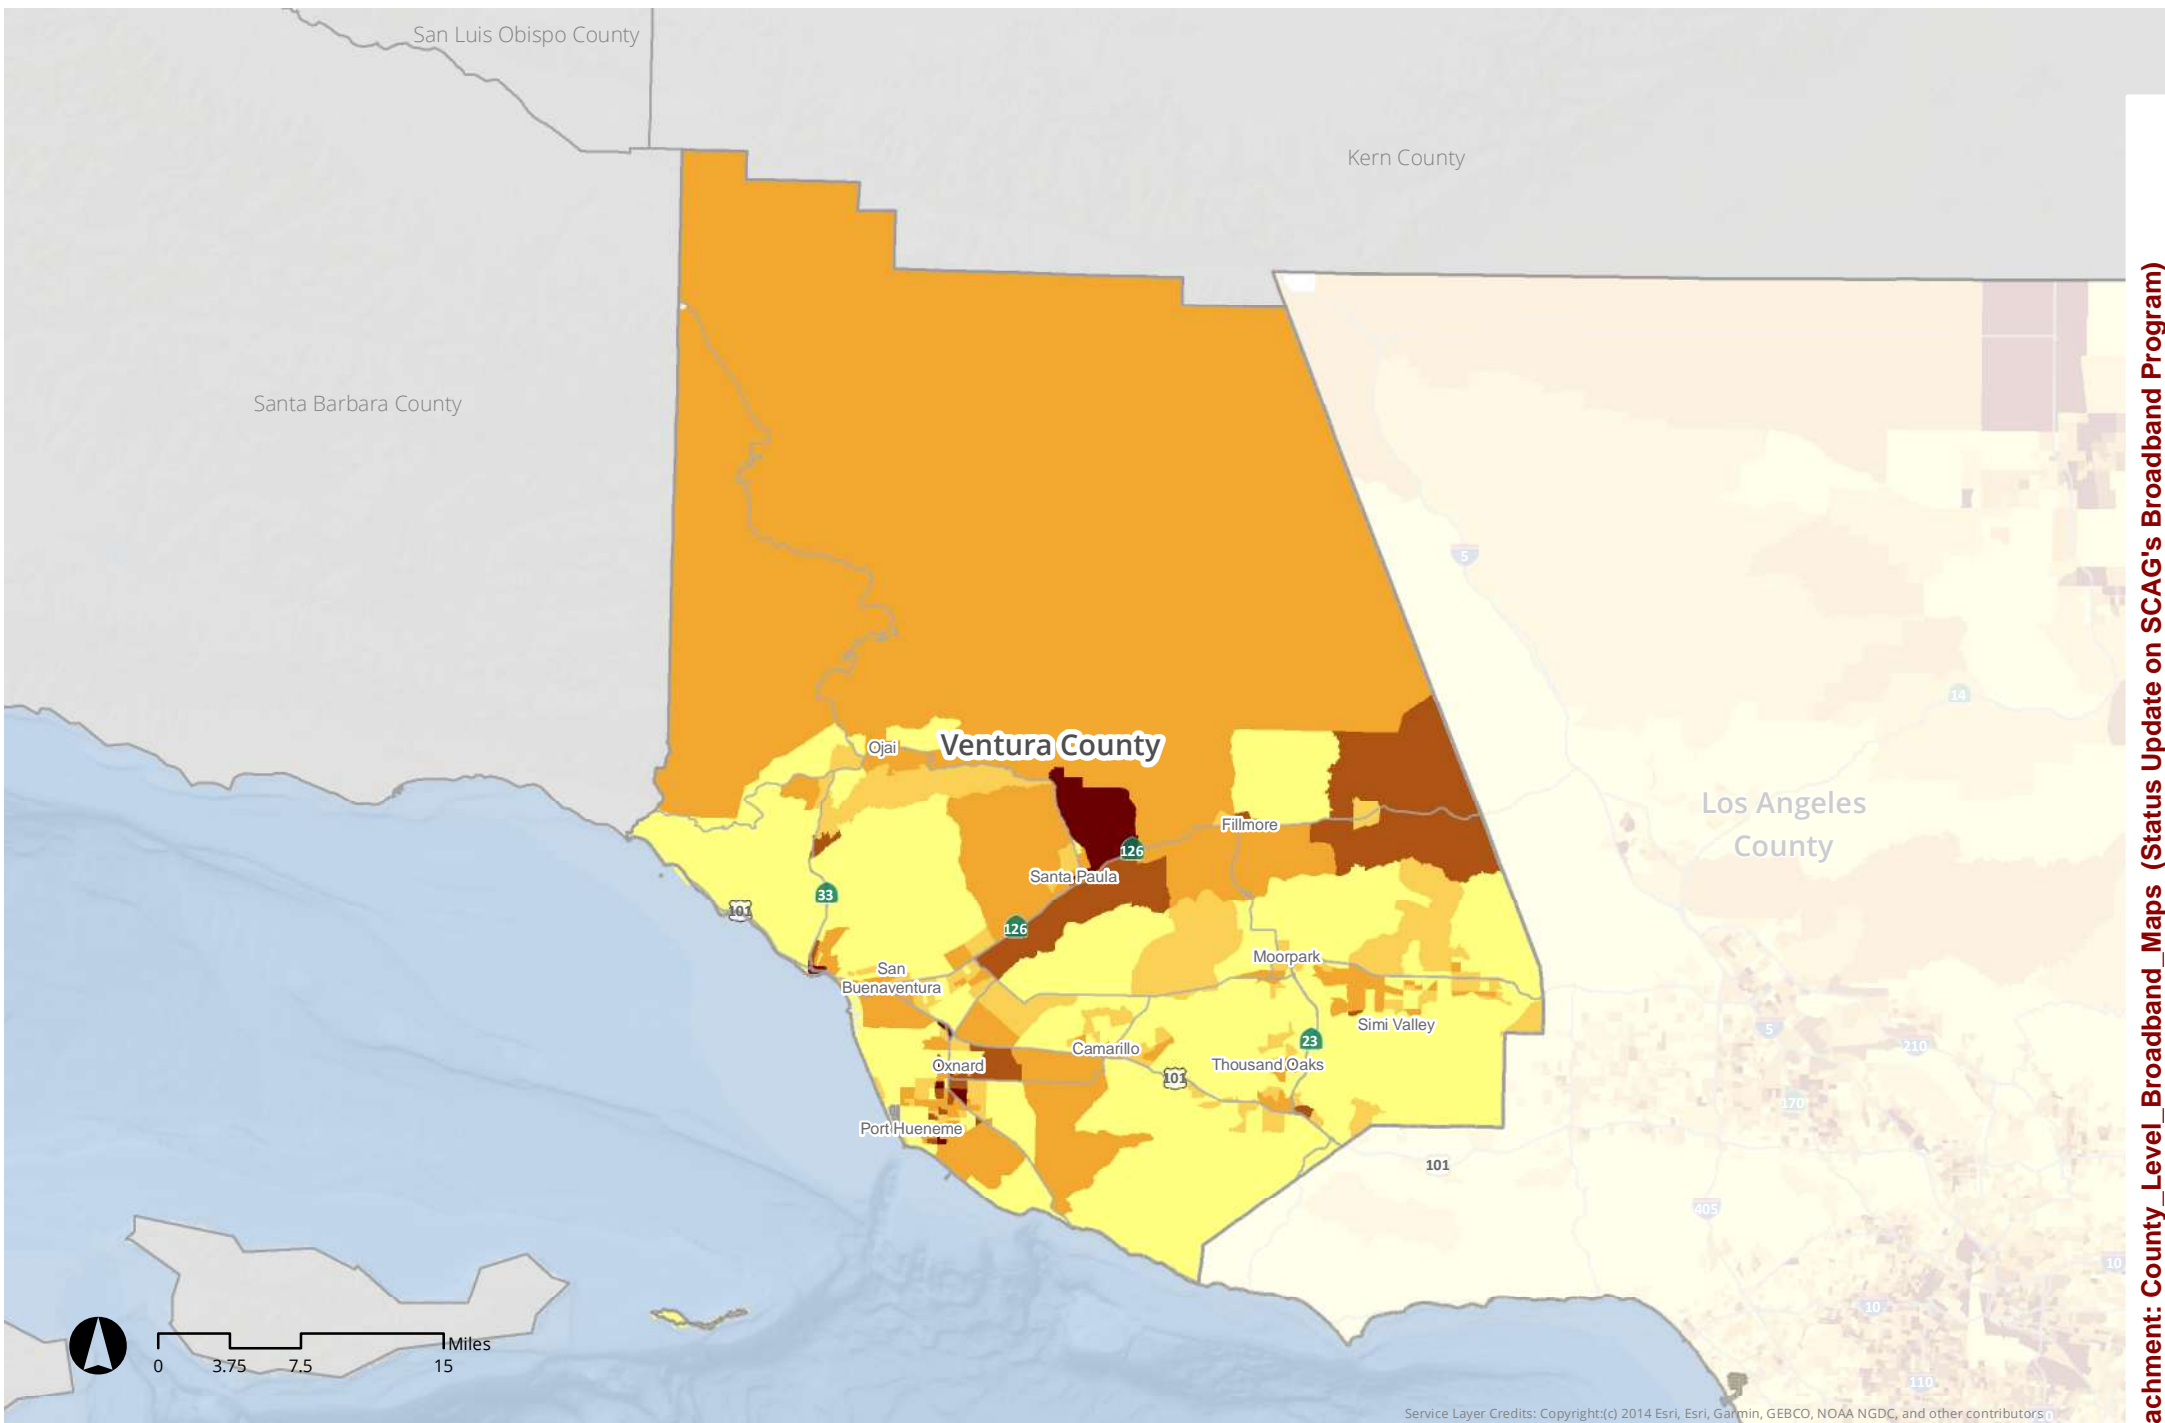 San Luis Obispo County
Kern County
Santa Barbara County
5
14
Ojai
Ventura County
Los Angeles
County
Fillmore
126
Santa Paula
33
101
126
San
Buenaventura
Moorpark
Simi Valley
23
5
210
Camarillo
Oxnard
Thousand Oaks
101
170
Port Hueneme
101
405
10
10
110
Miles
0
3.75
7.5
15
Service Layer Credits: Copyright:(c) 2014 Esri, Esri, Garmin, GEBCO, NOAA NGDC, and other contributors
achment: County_Level_Broadband_Maps (Status Update on SCAG's Broadband Program)